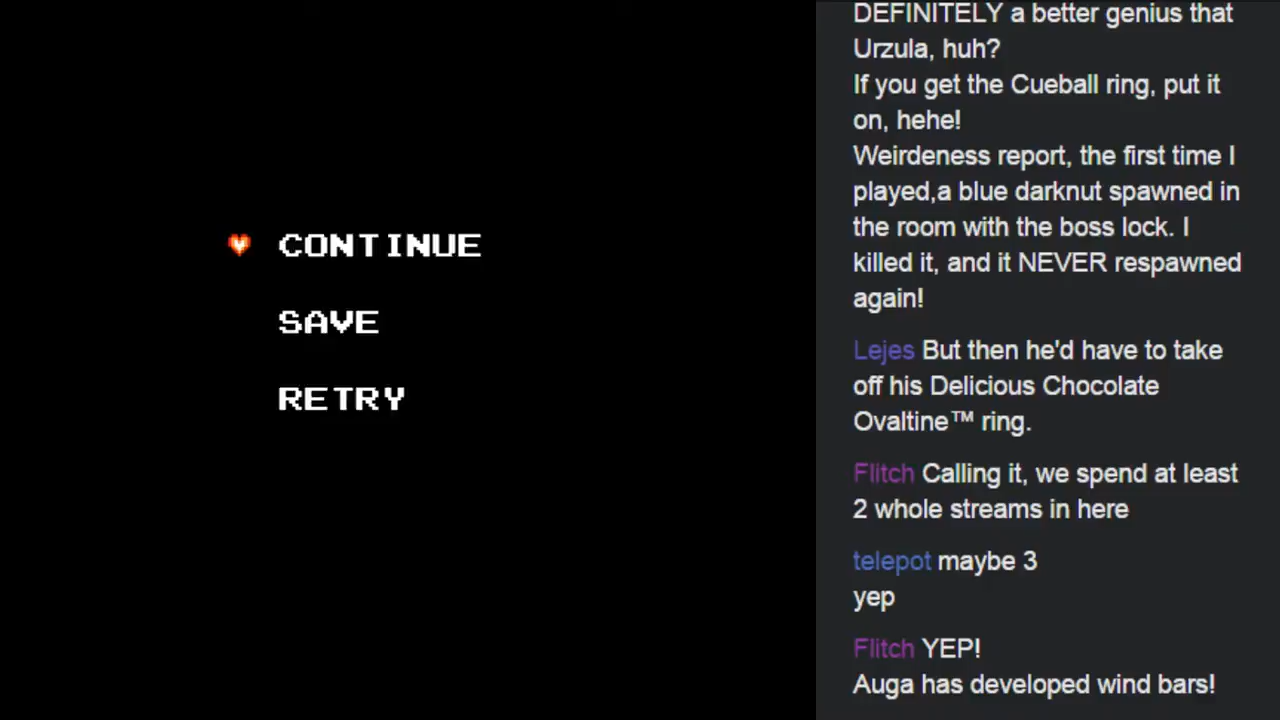 CONTINUE
SAVE
RETRY
DEFINITELY a better genius that
Urzula, huh?
If you get the Cueball ring, put it
on, hehe!
Weirdeness report, the first time I
played,a blue darknut spawned in
the room with the boss lock. I
killed it, and it NEVER respawned
again!
Lejes But then he'd have to take
off his Delicious Chocolate
Ovaltine™ ring.
Flitch Calling it, we spend at least
2 whole streams in here
telepot maybe 3
yep
Flitch YEP!
Auga has developed wind bars!